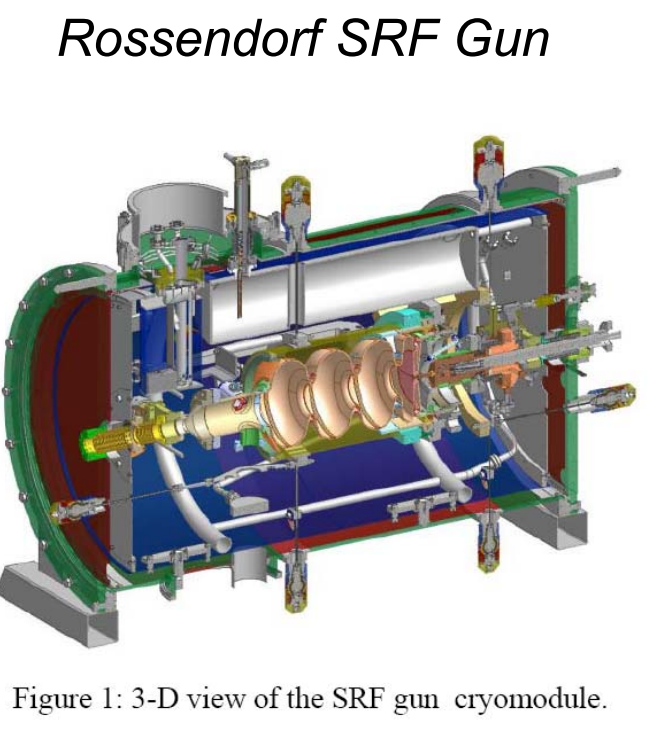 Rossendorf SRF Gun
Figure 1: 3-D view of the SRF gun cryomodule.